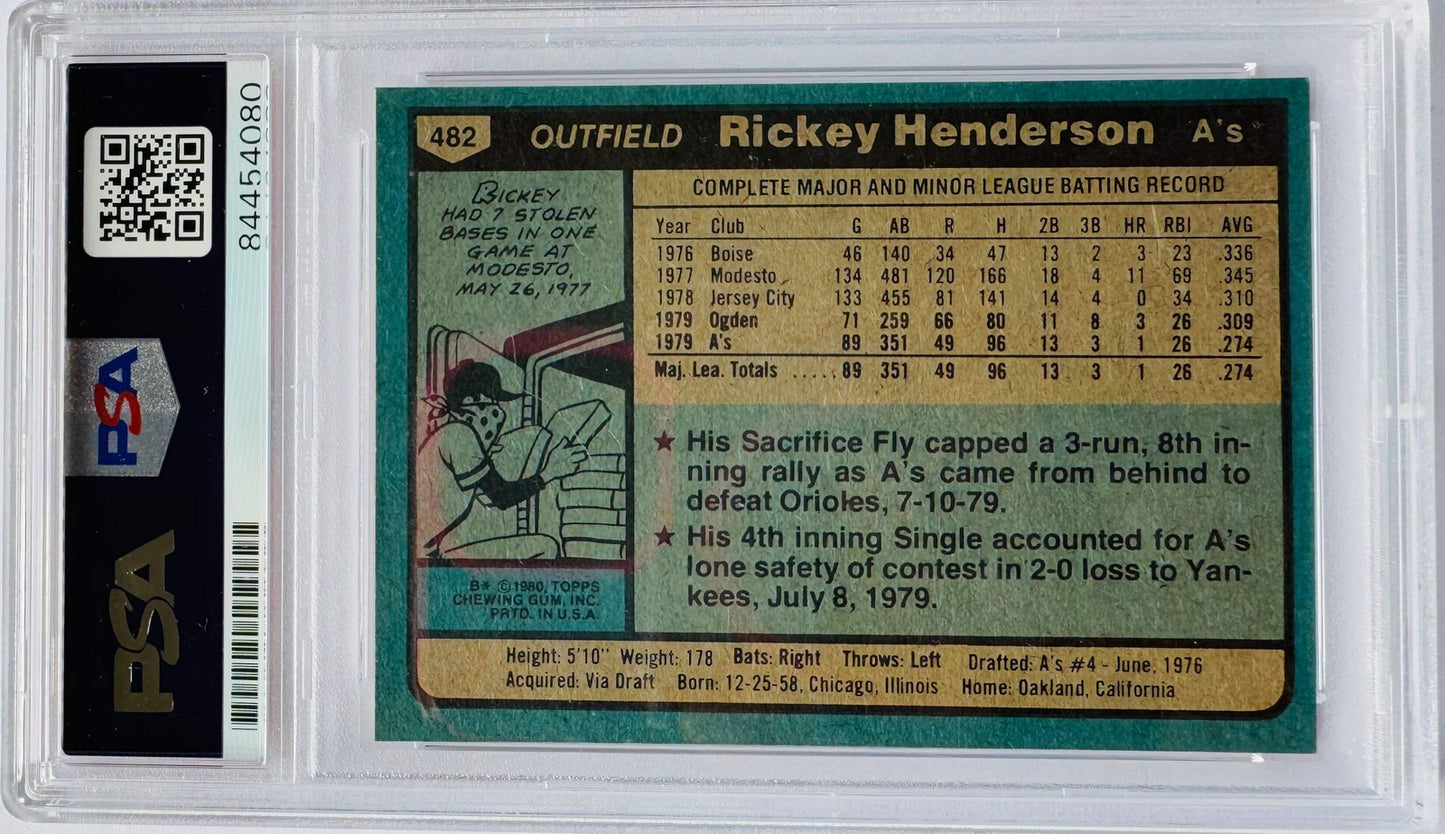 84454080
PSA
PSA
482 OUTFIELD Rickey Henderson A's
RICKEY
HAD 7 STOLEN
BASES IN ONE
GAME AT
MODESTO,
MAY 26, 1977
B* © 1980, TOPPS
CHEWING GUM, INC.
PRTD. IN U.S.A.
COMPLETE MAJOR AND MINOR LEAGUE BATTING RECORD
Year Club G AB R H 2B 3B HR RBI AVG
1976 Boise 46 140 34 47 13 2 3 23 .336
1977 Modesto 134 481 120 166 18 4 11 69 .345
1978 Jersey City 133 455 81 141 14 4 0 34 .310
1979 Ogden 71 259 66 80 11 8 3 26 .309
1979 A's 89 351 49 96 13 3 1 26 .274
Maj. Lea. Totals ..... 89 351 49 96 13 3 1 26 .274
★ His Sacrifice Fly capped a 3-run, 8th in-
ning rally as A's came from behind to
defeat Orioles, 7-10-79.
★ His 4th inning Single accounted for A's
lone safety of contest in 2-0 loss to Yan-
kees, July 8, 1979.
Height: 5'10" Weight: 178 Bats: Right Throws: Left Drafted: A's #4 - June, 1976
Acquired: Via Draft Born: 12-25-58, Chicago, Illinois Home: Oakland, California